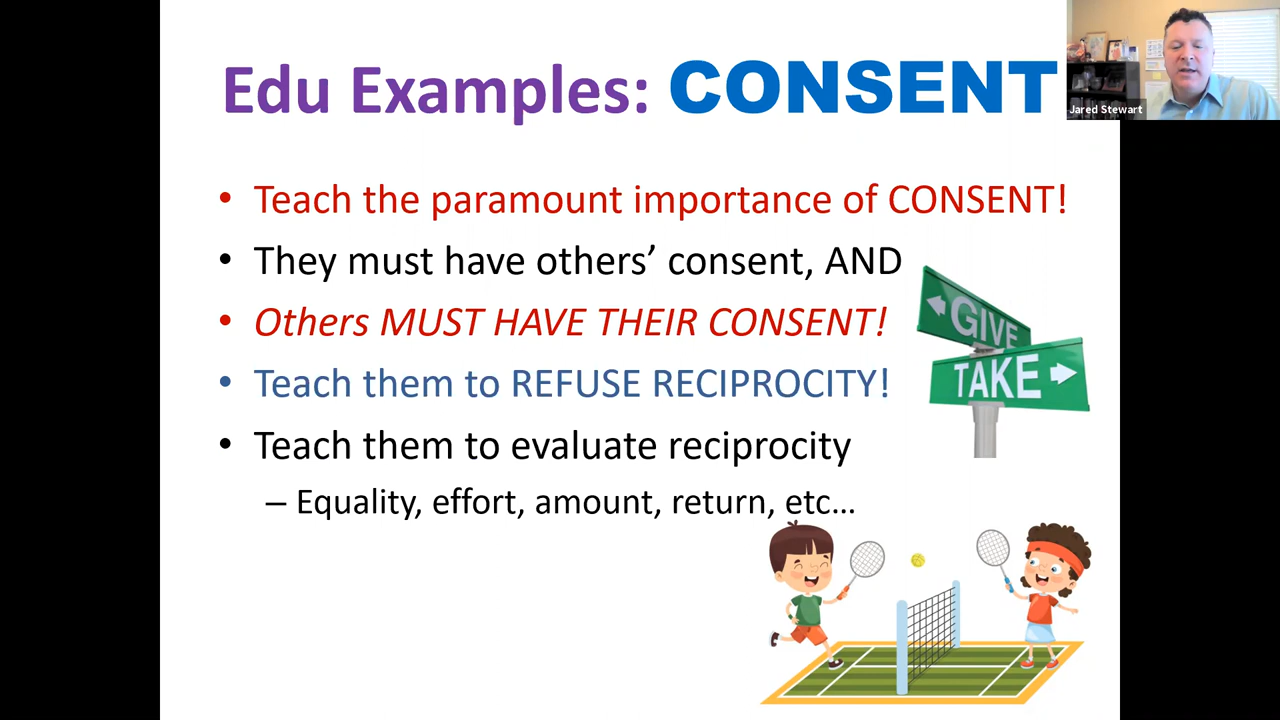 Edu Examples: CONSENT
Jared Stewart
• Teach the paramount importance of CONSENT!
• They must have others’ consent, AND
• Others MUST HAVE THEIR CONSENT!
• Teach them to REFUSE RECIPROCITY!
• Teach them to evaluate reciprocity
– Equality, effort, amount, return, etc…
GIVE
TAKE